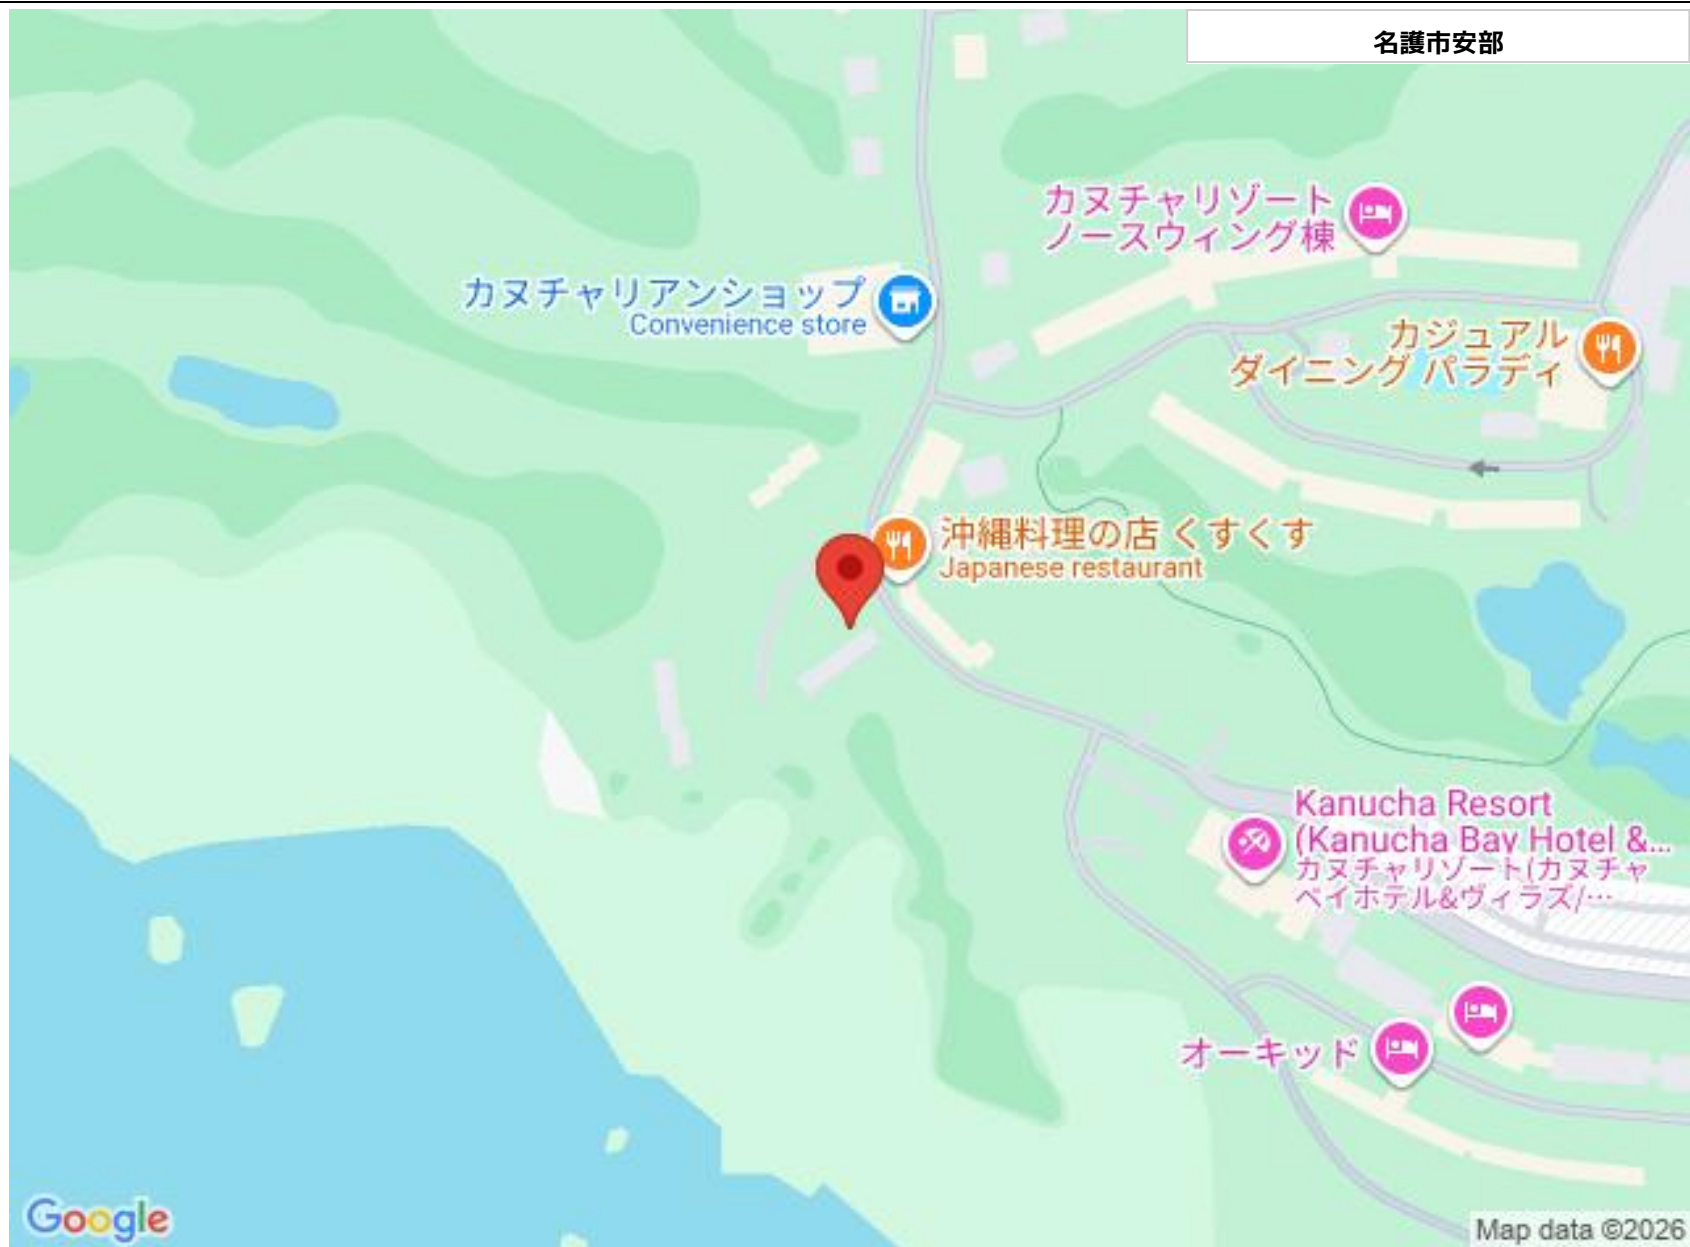 名護市安部
カヌチャリゾート
ノースウィング棟
カヌチャリアンショップ
Convenience store
カジュアル
ダイニング パラディ
沖縄料理の店 くすくす
Japanese restaurant
Kanucha Resort
(Kanucha Bay Hotel &...
カヌチャリゾート(カヌチャ
ベイホテル&ヴィラズ/…
オーキッド
Google
Map data ©2026